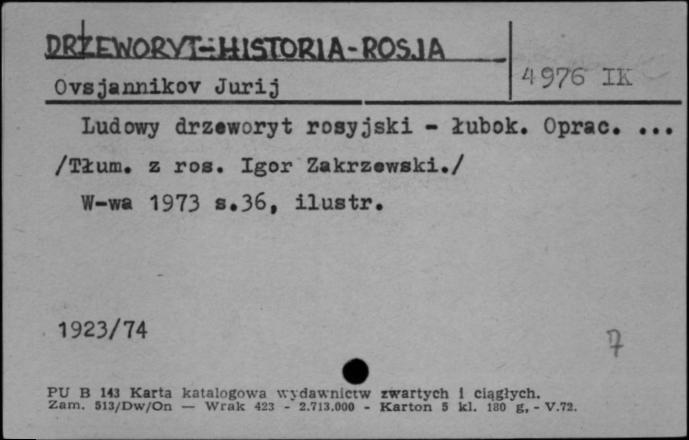 DRZEWORYT-HISTORIA-ROSJA
4976 IK
Ovsjannikov Jurij
Ludowy drzeworyt rosyjski - łubok. Oprac. ...
/Tłum. z ros. Igor Zakrzewski./
W-wa 1973 s.36, ilustr.
1923/74
7
PU B 143 Karta katalogowa wydawnictw zwartych i ciągłych.
Zam. 513/Dw/On — Wrak 423 - 2.713.000 - Karton 5 kl. 180 g, - V.72.